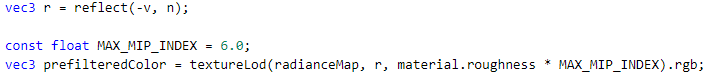 vec3 r = reflect(-v, n);
const float MAX_MIP_INDEX = 6.0;
vec3 prefilteredColor = textureLod(radianceMap, r, material.roughness * MAX_MIP_INDEX).rgb;